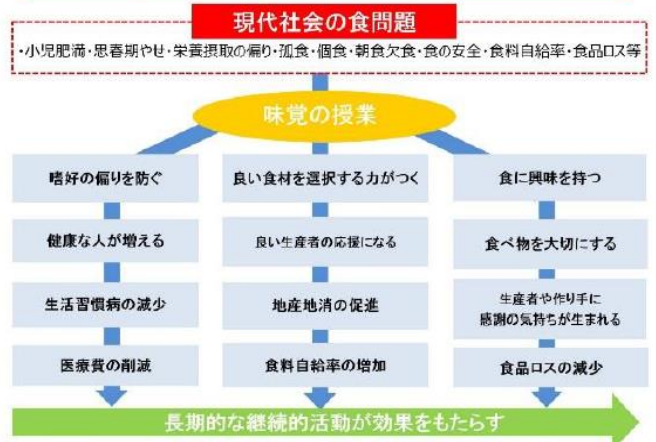 現代社会の食問題
・小児肥満・思春期やせ・栄養摂取の偏り・孤食・個食・朝食欠食・食の安全・食料自給率・食品ロス等
味覚の授業
嗜好の偏りを防ぐ
健康な人が増える
生活習慣病の減少
医療費の削減
良い食材を選択する力がつく
良い生産者の応援になる
地産地消の促進
食料自給率の増加
食に興味を持つ
食べ物を大切にする
生産者や作り手に
感謝の気持ちが生まれる
食品ロスの減少
長期的な継続的活動が効果をもたらす